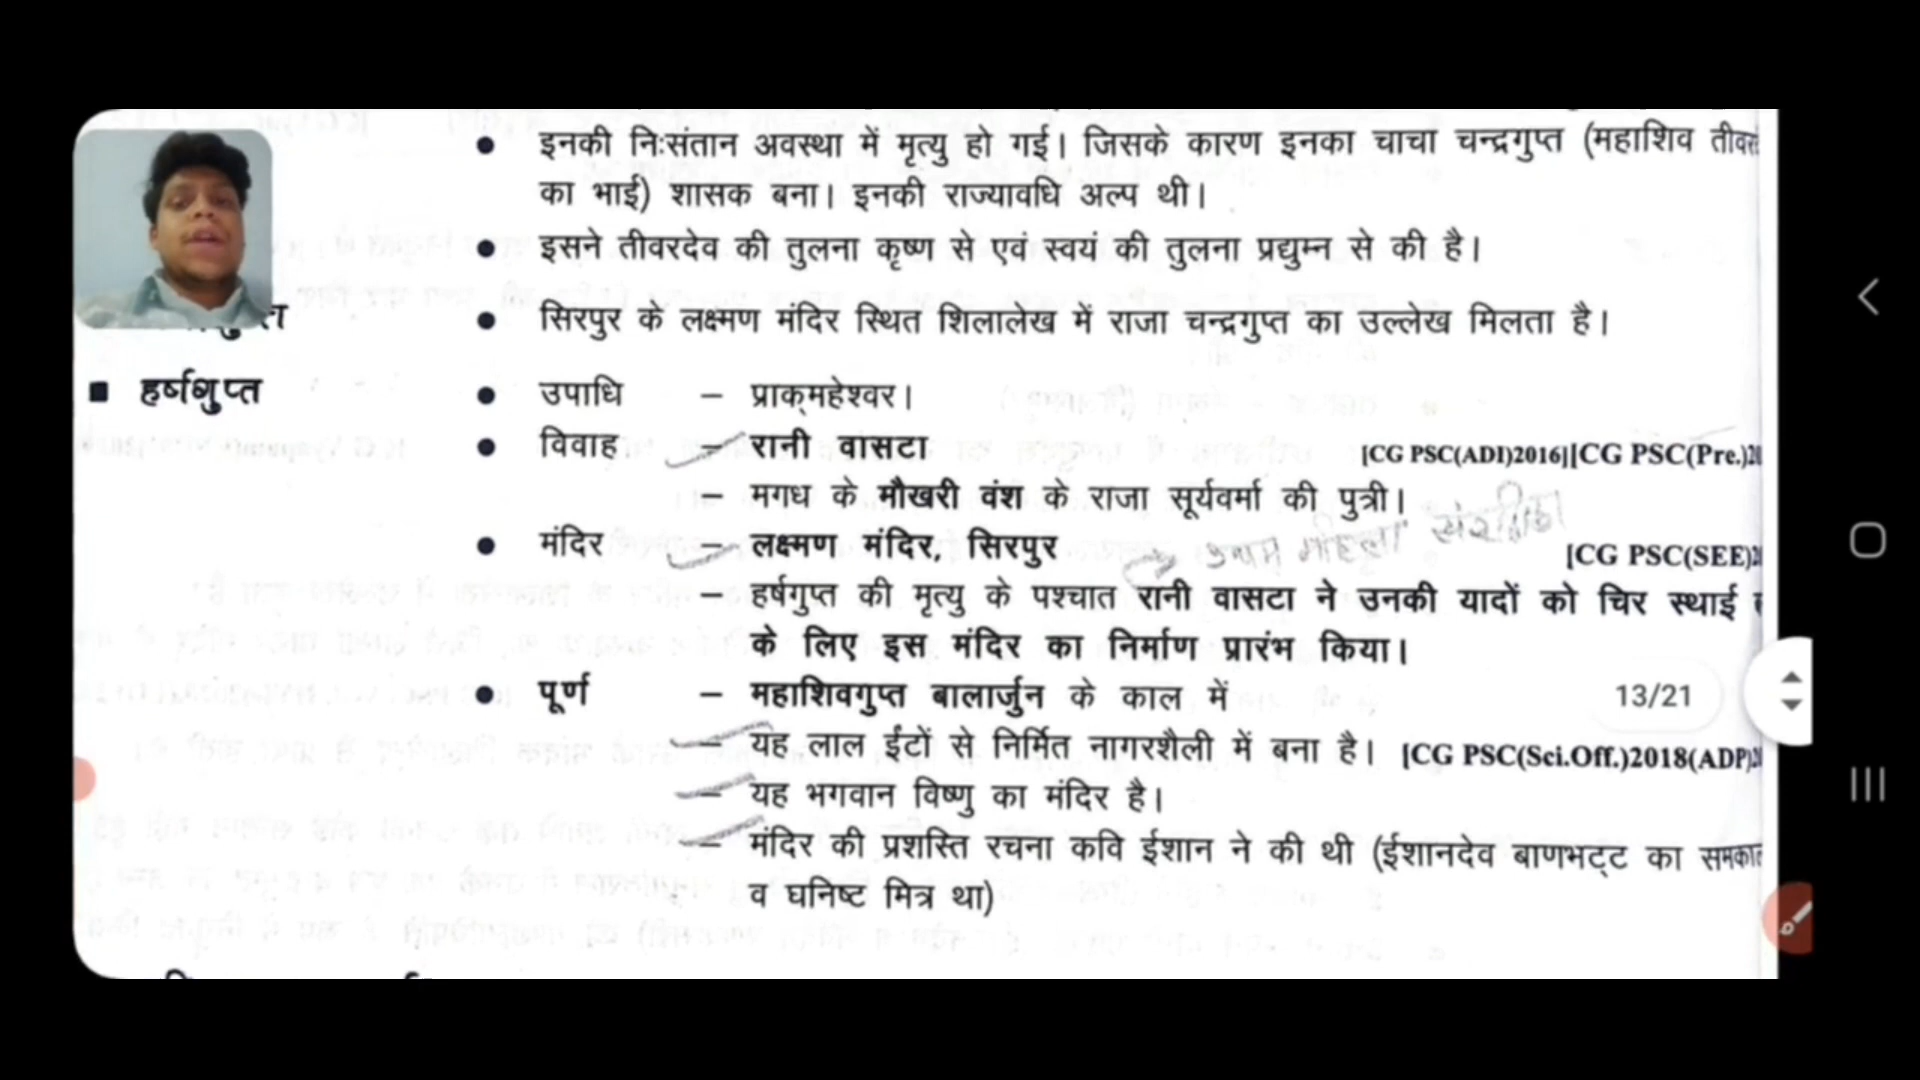 इनकी निःसंतान अवस्था में मृत्यु हो गई। जिसके कारण इनका चाचा चन्द्रगुप्त (महाशिव
का भाई) शासक बना। इनकी राज्यावधि अल्प थी।
इसने तीवरदेव की तुलना कृष्ण से एवं स्वयं की तुलना प्रद्युम्न से की है।
सिरपुर के लक्ष्मण मंदिर स्थित शिलालेख में राजा चन्द्रगुप्त का उल्लेख मिलता है।
■ हर्षगुप्त ● उपाधि – प्राक्महेश्वर।
● विवाह – रानी वासटा [CG PSC(ADI)2016][CG PSC(Pre.)
– मगध के मौखरी वंश के राजा सूर्यवर्मा की पुत्री।
● मंदिर – लक्ष्मण मंदिर, सिरपुर [CG PSC(SEE)
– हर्षगुप्त की मृत्यु के पश्चात रानी वासटा ने उनकी यादों को चिर स्थाई
के लिए इस मंदिर का निर्माण प्रारंभ किया।
● पूर्ण – महाशिवगुप्त बालार्जुन के काल में 13/21
– यह लाल ईंटों से निर्मित नागरशैली में बना है। [CG PSC(Sci.Off.)2018(ADP)
– यह भगवान विष्णु का मंदिर है।
– मंदिर की प्रशस्ति रचना कवि ईशान ने की थी (ईशानदेव बाणभट्ट का
व घनिष्ट मित्र था)